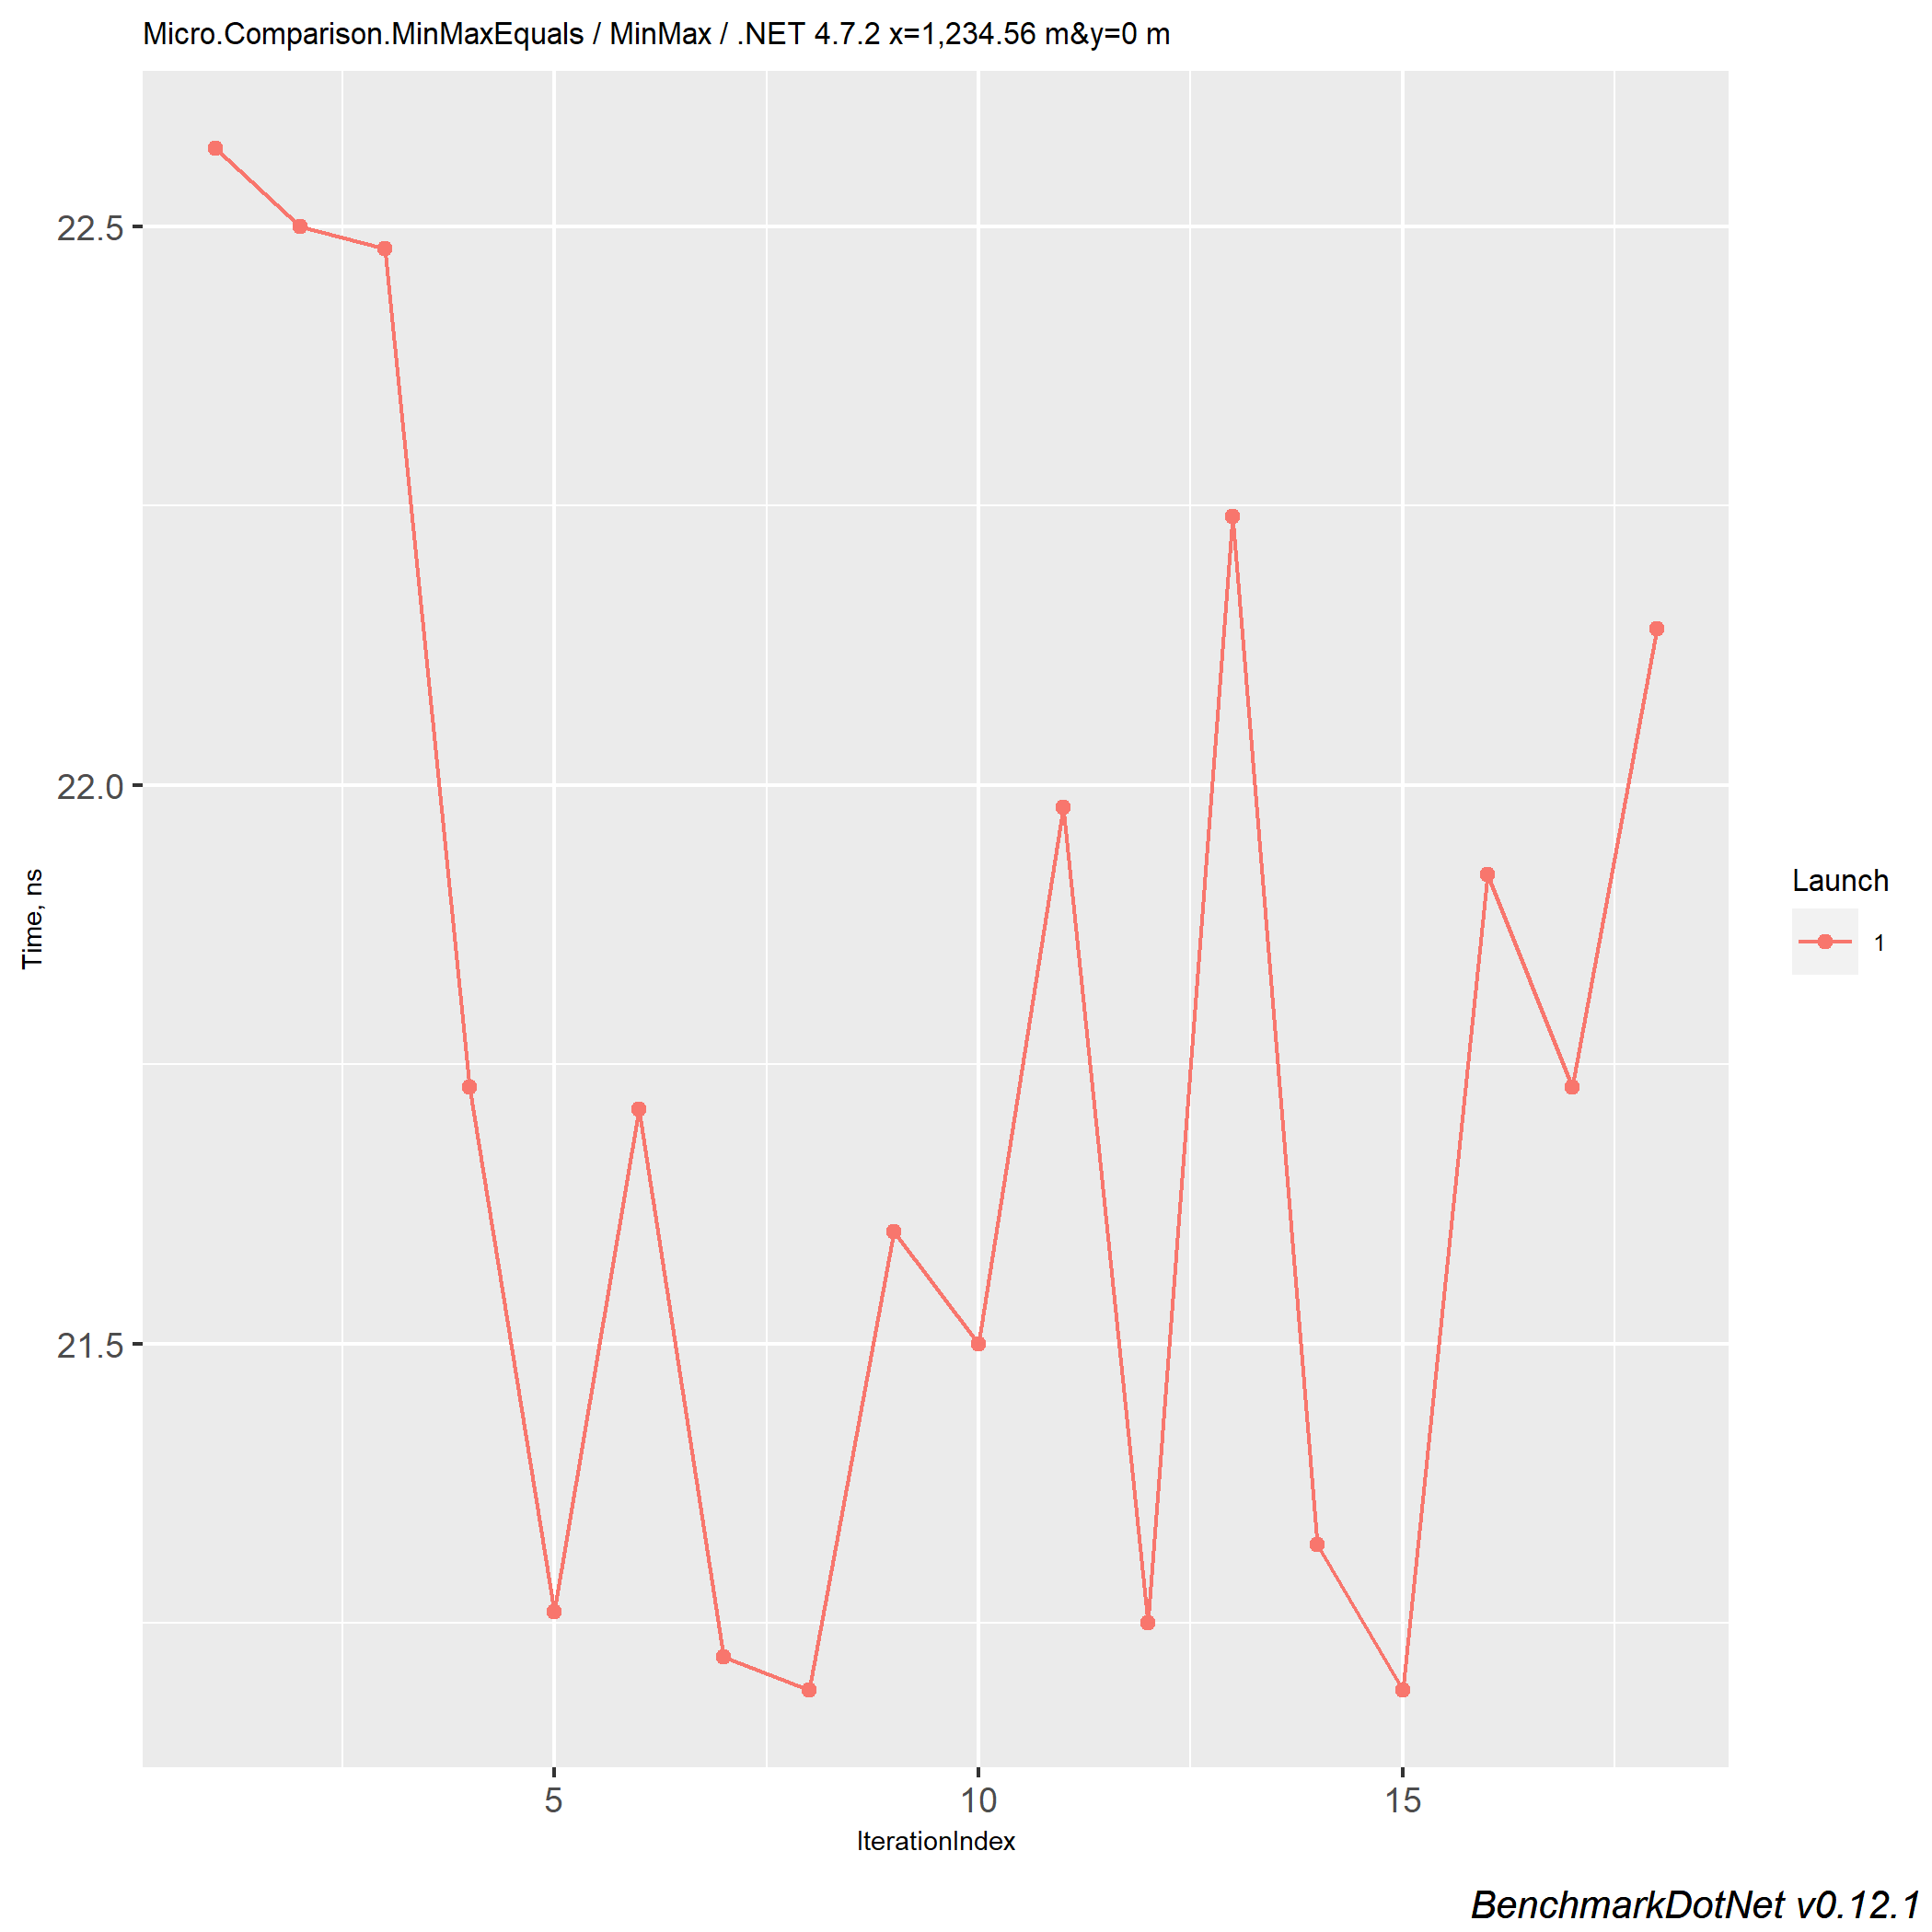 Micro.Comparison.MinMaxEquals / MinMax / .NET 4.7.2 x=1,234.56 m&y=0 m
22.5
22.0
21.5
Time, ns
5
10
15
IterationIndex
Launch
1
BenchmarkDotNet v0.12.1